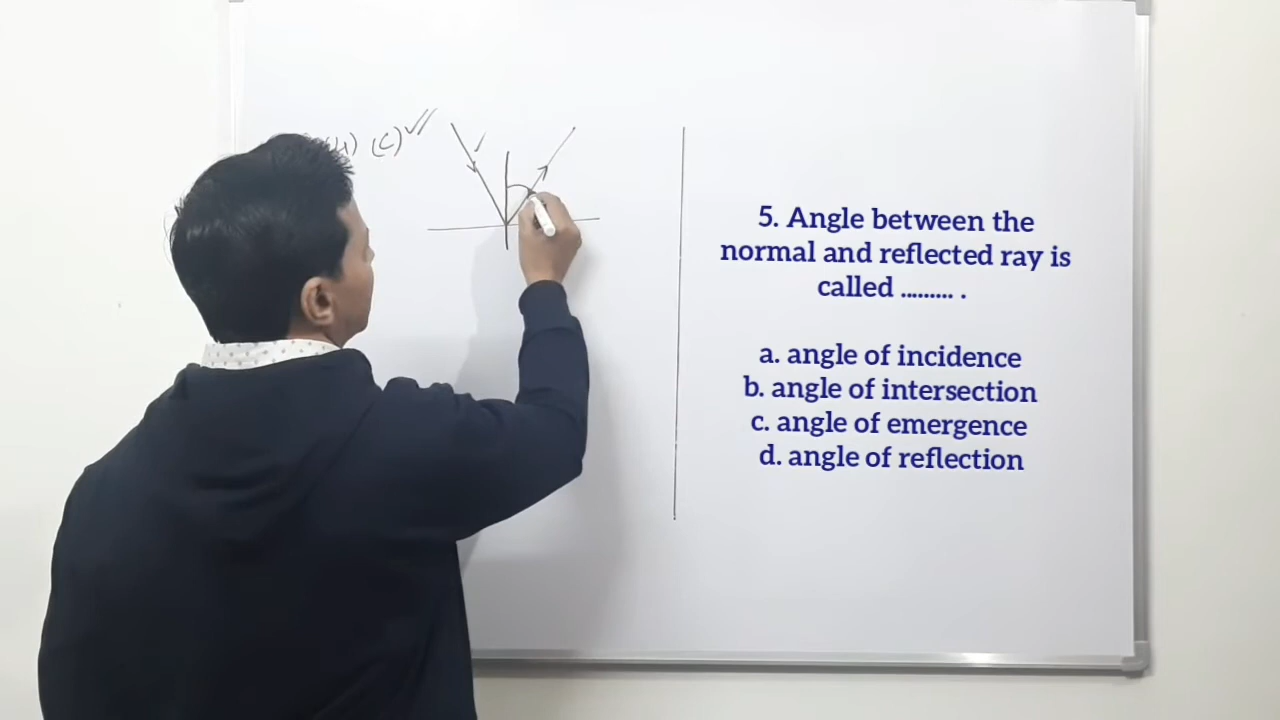 (c)
5. Angle between the
normal and reflected ray is
called ......... .
a. angle of incidence
b. angle of intersection
c. angle of emergence
d. angle of reflection